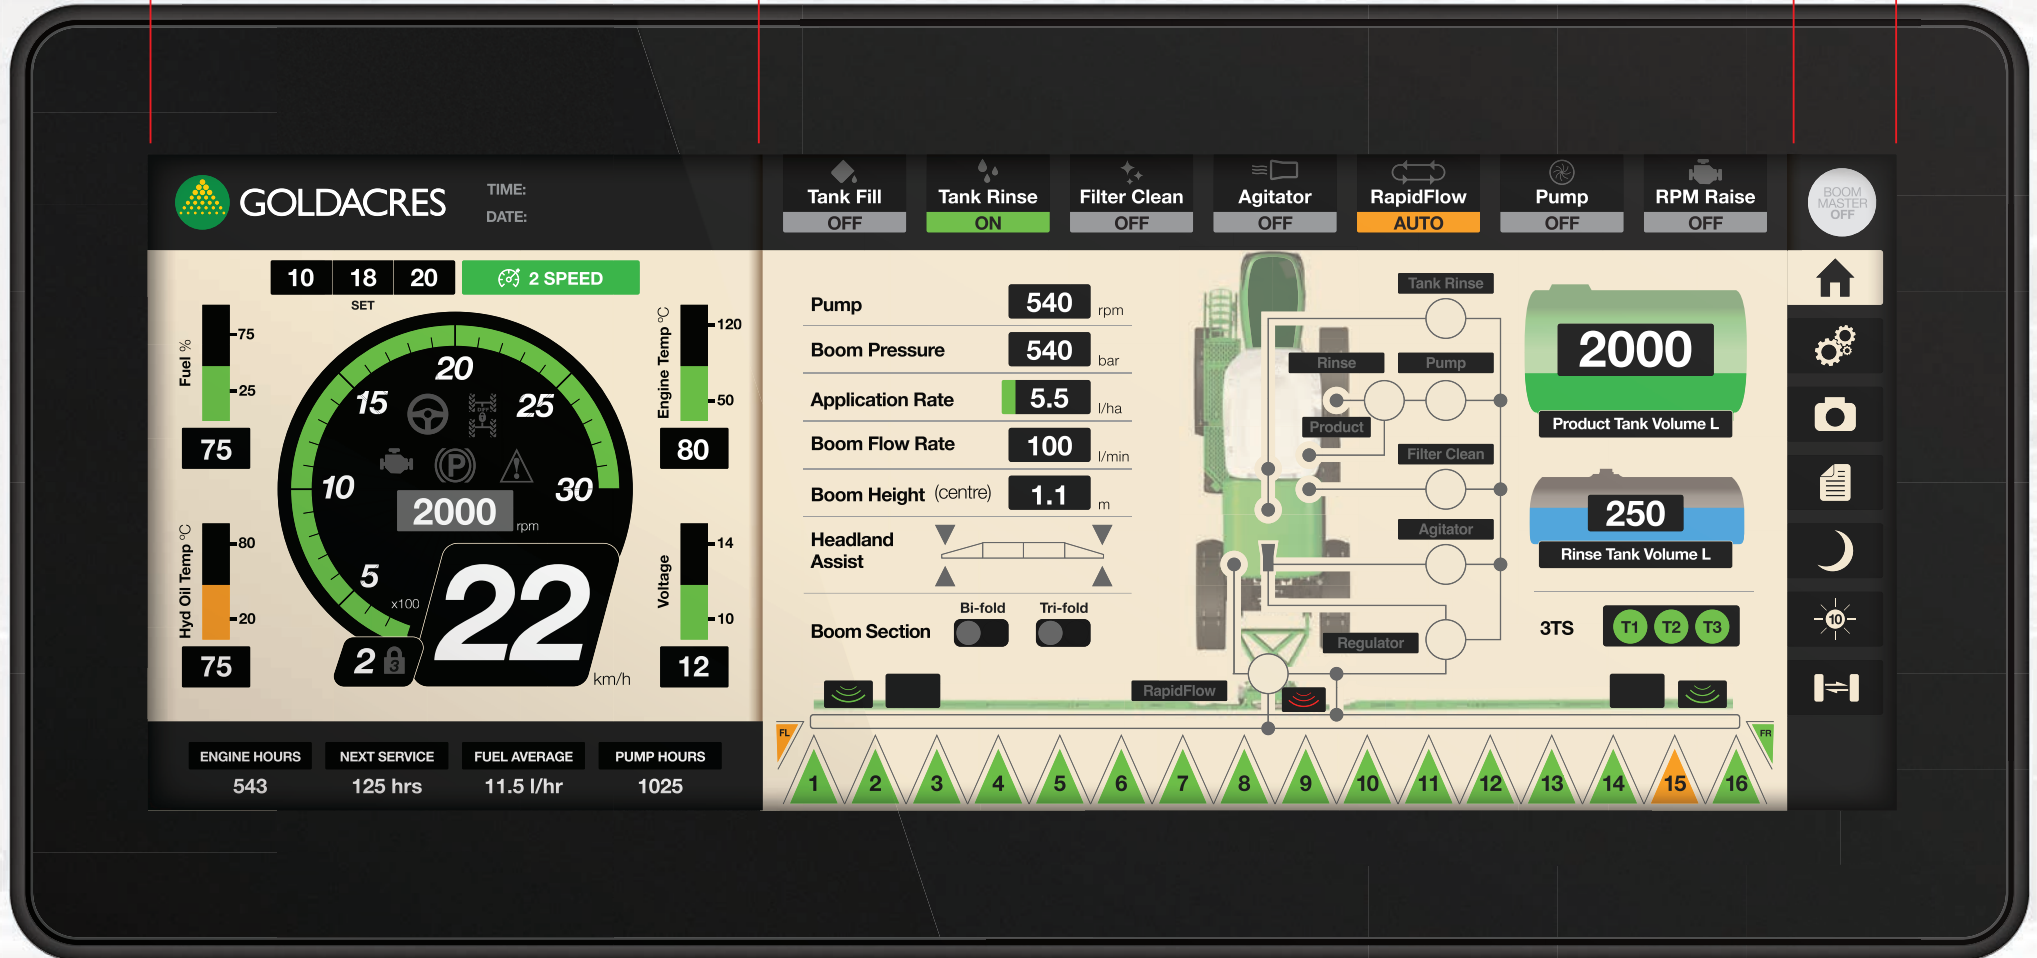 GOLDACRES
TIME:
DATE:
Tank Fill
OFF
Tank Rinse
ON
Filter Clean
OFF
Agitator
OFF
RapidFlow
AUTO
Pump
OFF
RPM Raise
OFF
BOOM
MASTER
OFF
10 18 20
SET
2 SPEED
Fuel %
75
25
75
Engine Temp °C
120
50
80
Hyd Oil Temp °C
80
20
75
Voltage
14
10
12
5
10
15
20
25
30
OFF
P
2000 rpm
x100
2 3
22
km/h
ENGINE HOURS
543
NEXT SERVICE
125 hrs
FUEL AVERAGE
11.5 l/hr
PUMP HOURS
1025
Pump 540 rpm
Boom Pressure 540 bar
Application Rate 5.5 l/ha
Boom Flow Rate 100 l/min
Boom Height (centre) 1.1 m
Headland
Assist
Bi-fold Tri-fold
Boom Section
Tank Rinse
Rinse
Pump
Product
Filter Clean
Agitator
Regulator
RapidFlow
2000
Product Tank Volume L
250
Rinse Tank Volume L
3TS T1 T2 T3
10
FL
FR
1 2 3 4 5 6 7 8 9 10 11 12 13 14 15 16